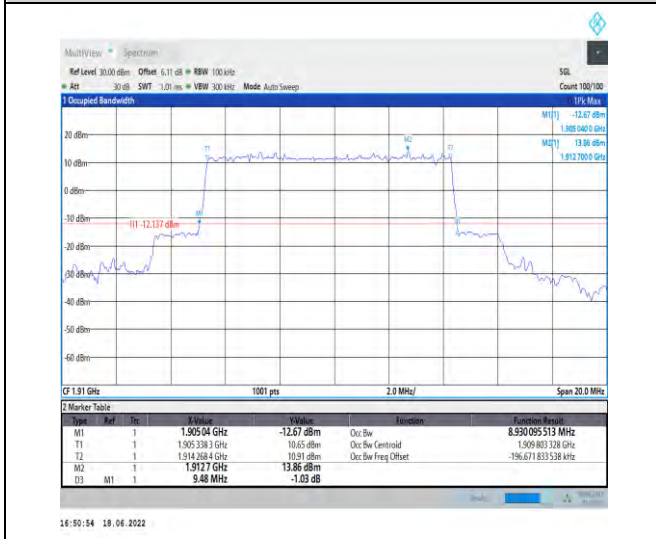 MultiView Spectrum
Ref Level 30.00 dBm Offset 6.11 dB RBW 100 kHz SGL
Att 30 dB SWT 1.01 ms VBW 300 kHz Mode Auto Sweep Count 100/100
1 Occupied Bandwidth 1Pk Max
M1[1] -12.67 dBm
1.905 040 0 GHz
M2[1] 13.86 dBm
1.912 700 0 GHz
20 dBm
M2
T1 T2
10 dBm
0 dBm
-10 dBm
M1
H1 -12.137 dBm
-20 dBm
-30 dBm
-40 dBm
-50 dBm
-60 dBm
CF 1.91 GHz 1001 pts 2.0 MHz/ Span 20.0 MHz
2 Marker Table
Type Ref Trc X-Value Y-Value Function Function Result
M1 1 1.905 04 GHz -12.67 dBm Occ Bw 8.930 095 513 MHz
T1 1 1.905 338 3 GHz 10.65 dBm Occ Bw Centroid 1.909 803 328 GHz
T2 1 1.914 268 4 GHz 10.91 dBm Occ Bw Freq Offset -196.671 833 538 kHz
M2 1 1.912 7 GHz 13.86 dBm
D3 M1 1 9.48 MHz -1.03 dB
16:50:54 18.06.2022